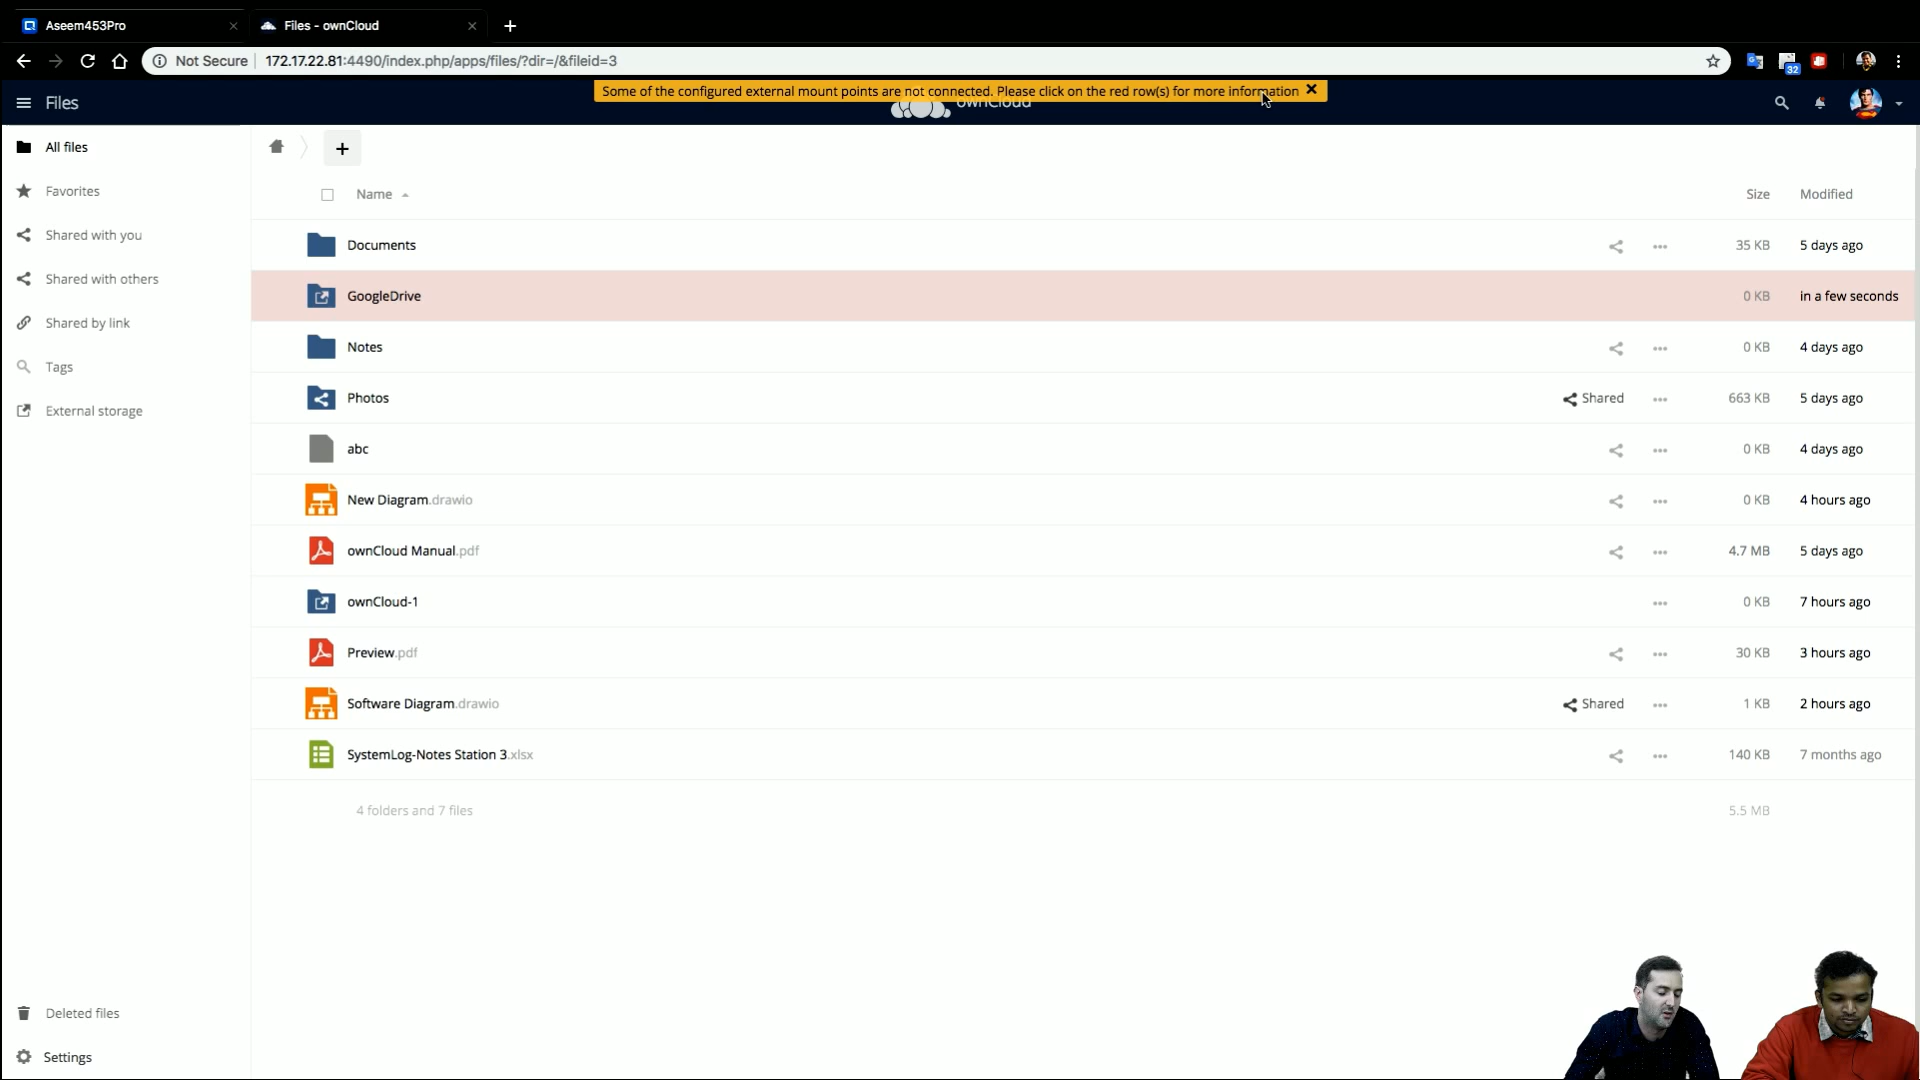 Aseem453Pro
Files - ownCloud
Not Secure
172.17.22.81:4490/index.php/apps/files/?dir=/&fileid=3
32
Some of the configured external mount points are not connected. Please click on the red row(s) for more information
Files
ownCloud
All files
Favorites
Shared with you
Shared with others
Shared by link
Tags
External storage
Deleted files
Settings
+
Name Size Modified
Documents 35 KB 5 days ago
GoogleDrive 0 KB in a few seconds
Notes 0 KB 4 days ago
Photos Shared 663 KB 5 days ago
abc 0 KB 4 days ago
New Diagram.drawio 0 KB 4 hours ago
ownCloud Manual.pdf 4.7 MB 5 days ago
ownCloud-1 0 KB 7 hours ago
Preview.pdf 30 KB 3 hours ago
Software Diagram.drawio Shared 1 KB 2 hours ago
SystemLog-Notes Station 3.xlsx 140 KB 7 months ago
4 folders and 7 files 5.5 MB